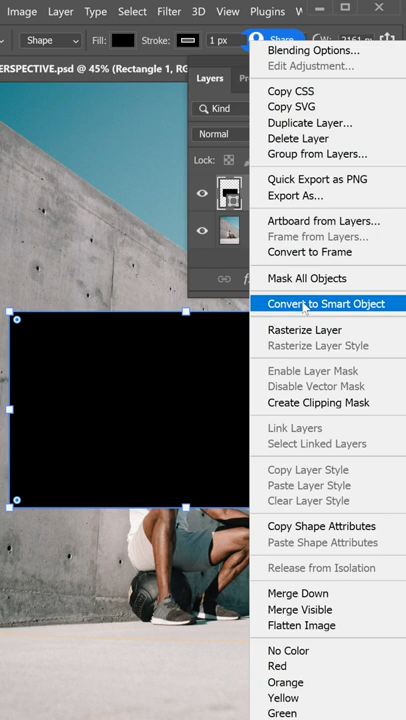 Image Layer Type Select Filter 3D View Plugins
Shape Fill: Stroke: 1 px Share W: 2161
ERSPECTIVE.psd @ 45% (Rectangle 1, RG
Layers
Kind
Normal
Lock:
Blending Options...
Edit Adjustment...
Copy CSS
Copy SVG
Duplicate Layer...
Delete Layer
Group from Layers...
Quick Export as PNG
Export As...
Artboard from Layers...
Frame from Layers...
Convert to Frame
Mask All Objects
Convert to Smart Object
Rasterize Layer
Rasterize Layer Style
Enable Layer Mask
Disable Vector Mask
Create Clipping Mask
Link Layers
Select Linked Layers
Copy Layer Style
Paste Layer Style
Clear Layer Style
Copy Shape Attributes
Paste Shape Attributes
Release from Isolation
Merge Down
Merge Visible
Flatten Image
No Color
Red
Orange
Yellow
Green